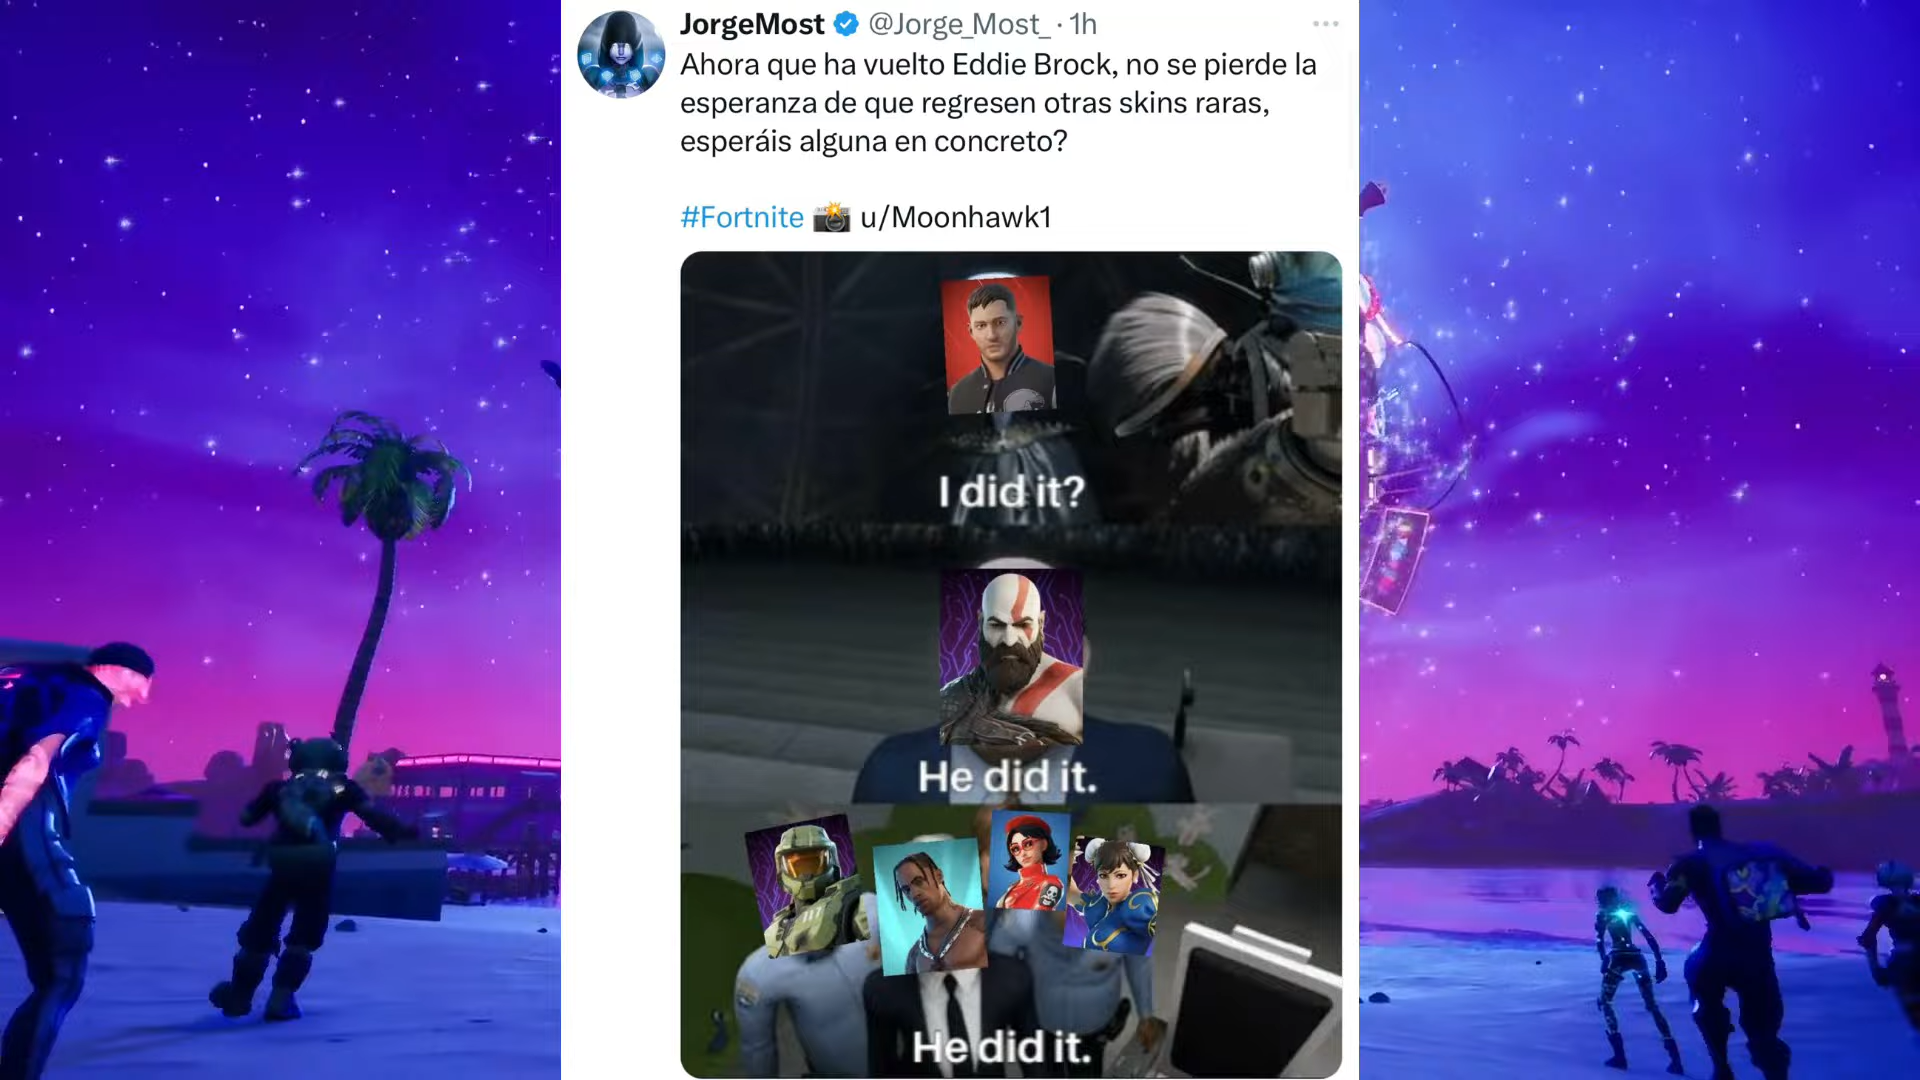 JorgeMost @Jorge_Most_ · 1h
Ahora que ha vuelto Eddie Brock, no se pierde la
esperanza de que regresen otras skins raras,
esperáis alguna en concreto?
#Fortnite 📸 u/Moonhawk1
I did it?
He did it.
He did it.